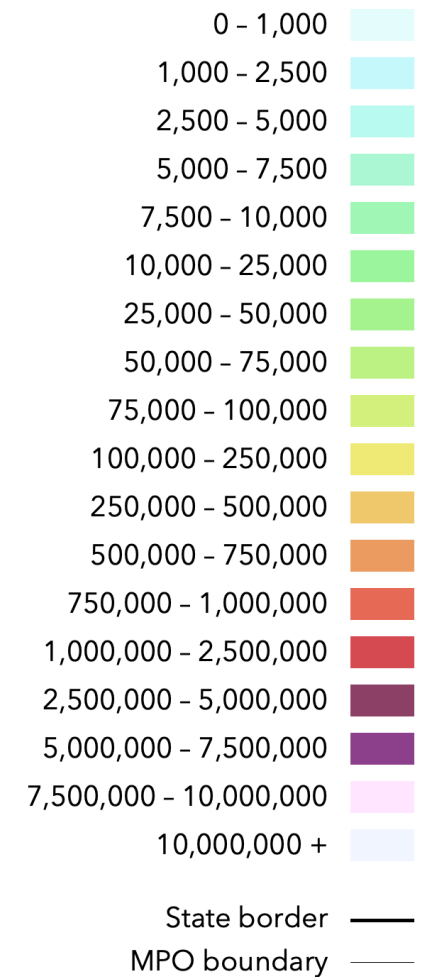 0 – 1,000
1,000 – 2,500
2,500 – 5,000
5,000 – 7,500
7,500 – 10,000
10,000 – 25,000
25,000 – 50,000
50,000 – 75,000
75,000 – 100,000
100,000 – 250,000
250,000 – 500,000
500,000 – 750,000
750,000 – 1,000,000
1,000,000 – 2,500,000
2,500,000 – 5,000,000
5,000,000 – 7,500,000
7,500,000 – 10,000,000
10,000,000 +
State border
MPO boundary